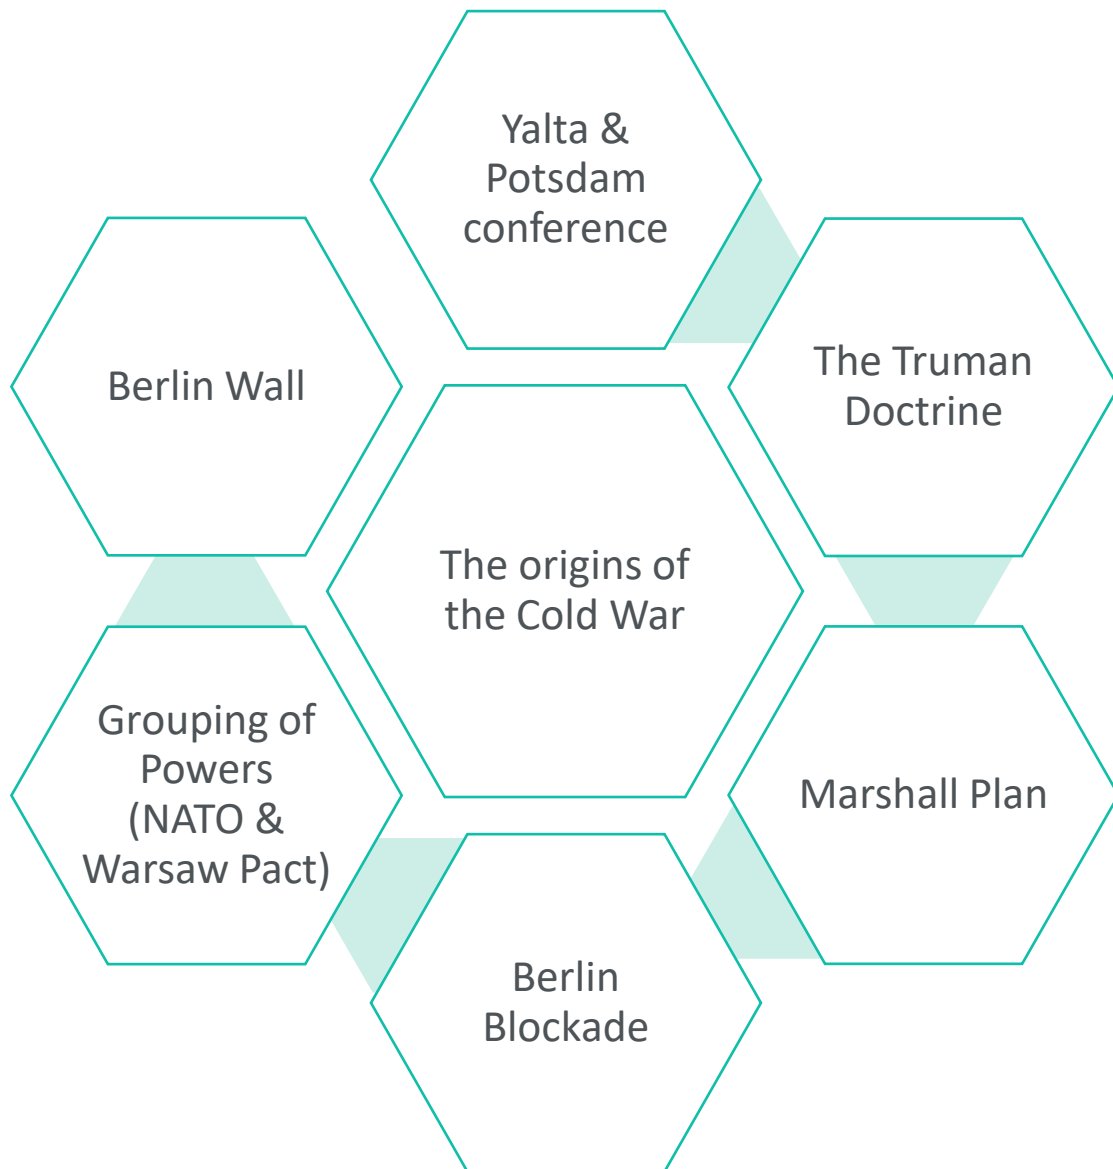 Yalta &
Potsdam
conference
The Truman
Doctrine
Marshall Plan
Berlin
Blockade
Grouping of
Powers
(NATO &
Warsaw Pact)
Berlin Wall
The origins of
the Cold War